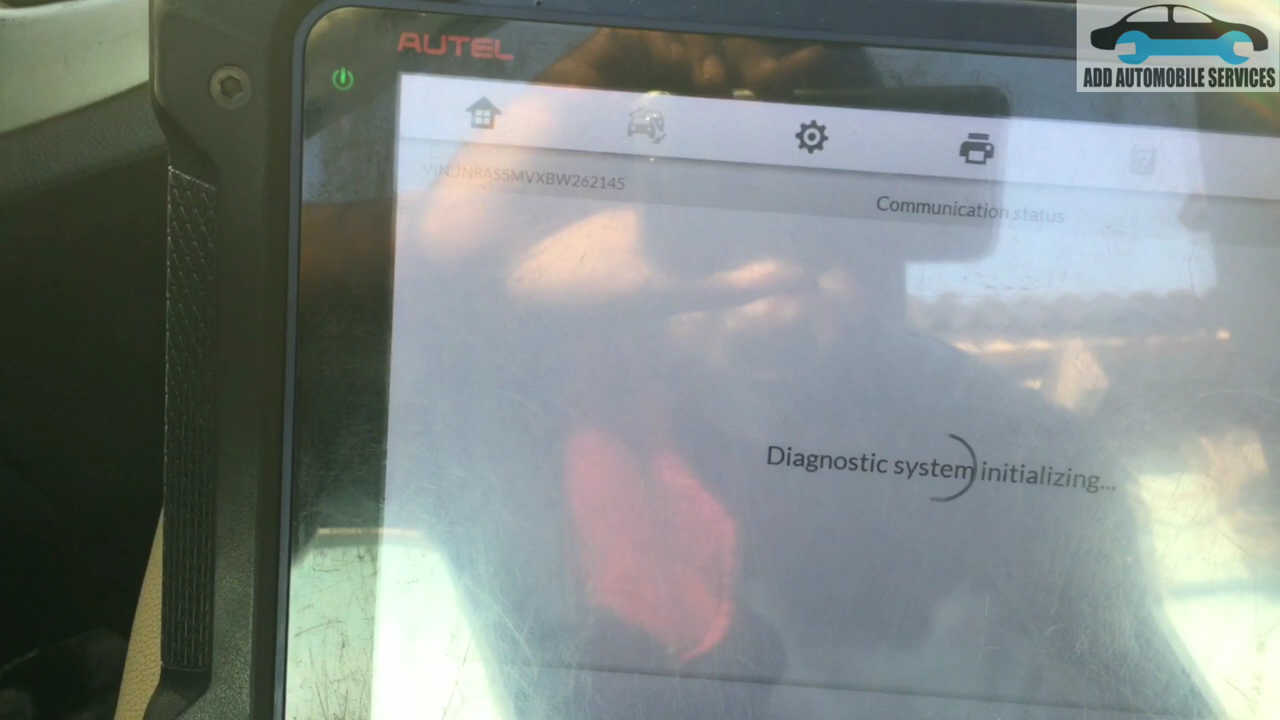 AUTEL
ADD AUTOMOBILE SERVICES
VIN JN8AS5MVXBW262145
Communication status
Diagnostic system initializing...